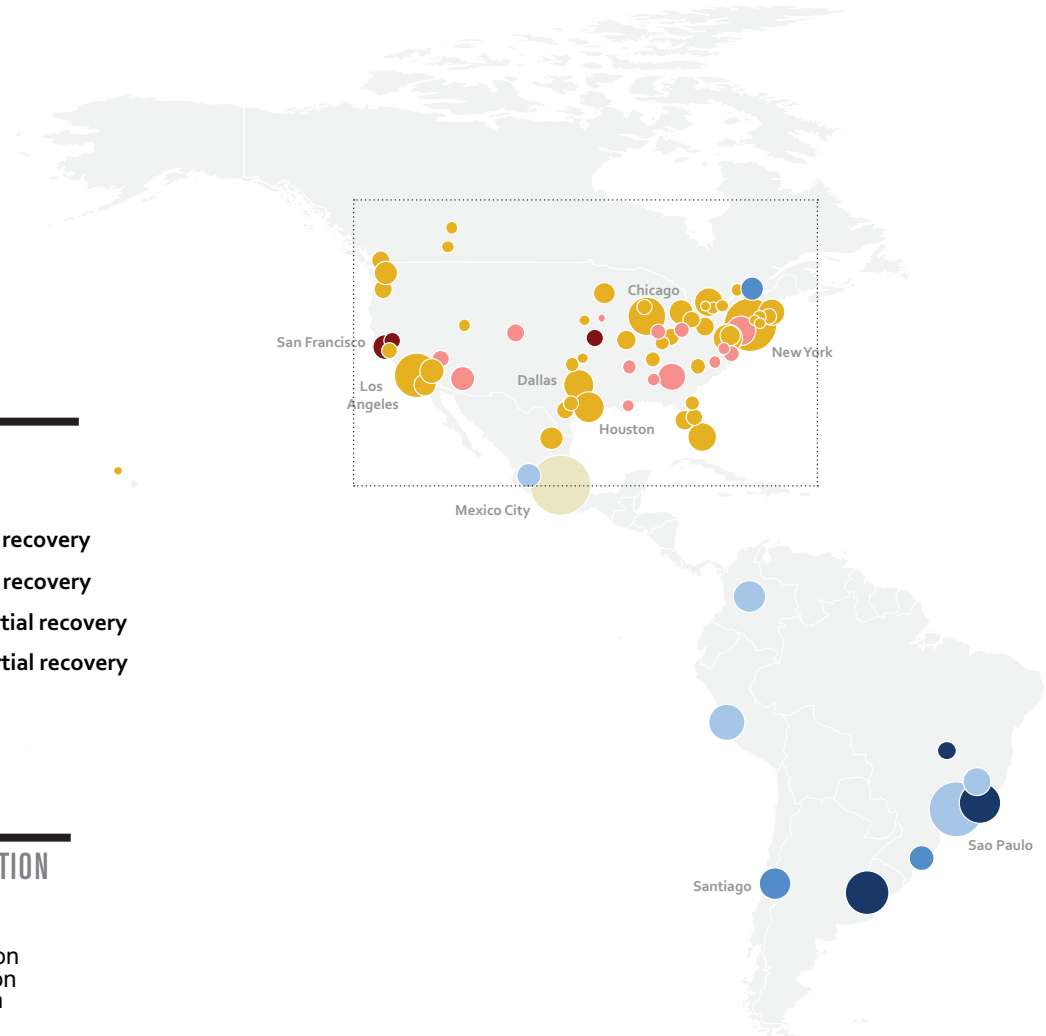 Chicago
San Francisco
New York
Los
Angeles
Dallas
Houston
Mexico City
recovery
recovery
tial recovery
tial recovery
Sao Paulo
Santiago
TION
on
on